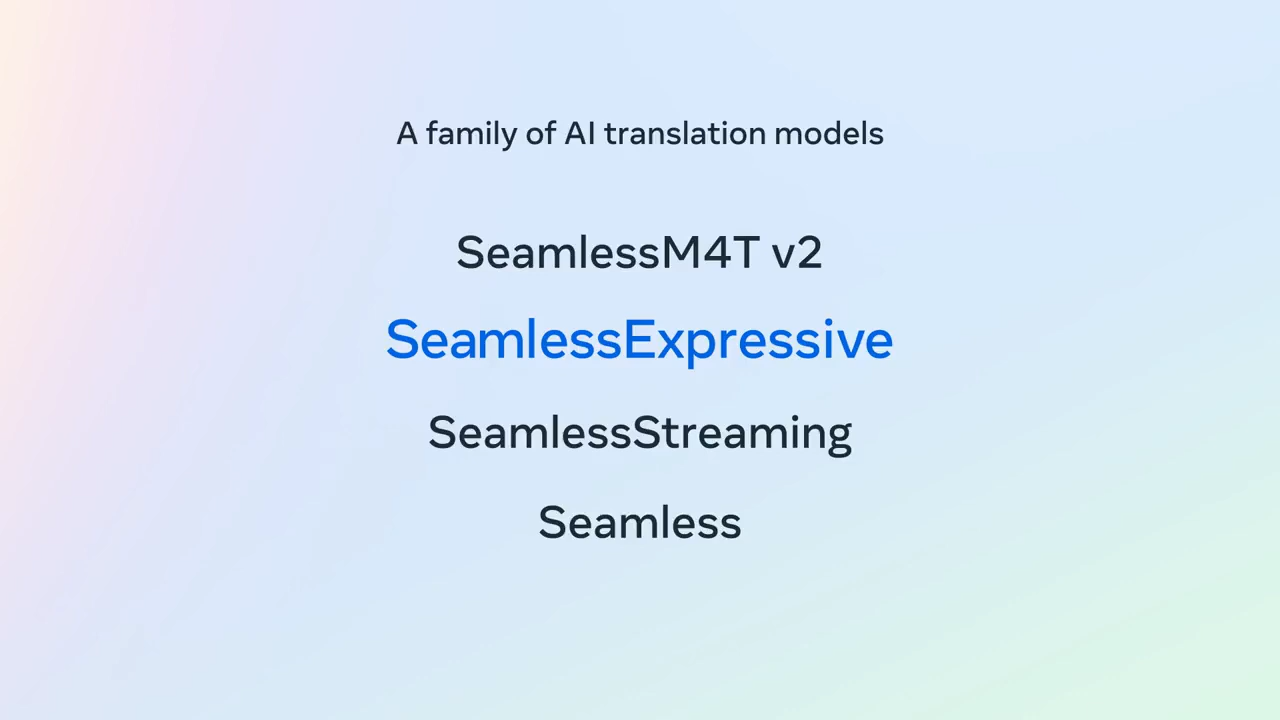 A family of AI translation models
SeamlessM4T v2
SeamlessExpressive
SeamlessStreaming
Seamless